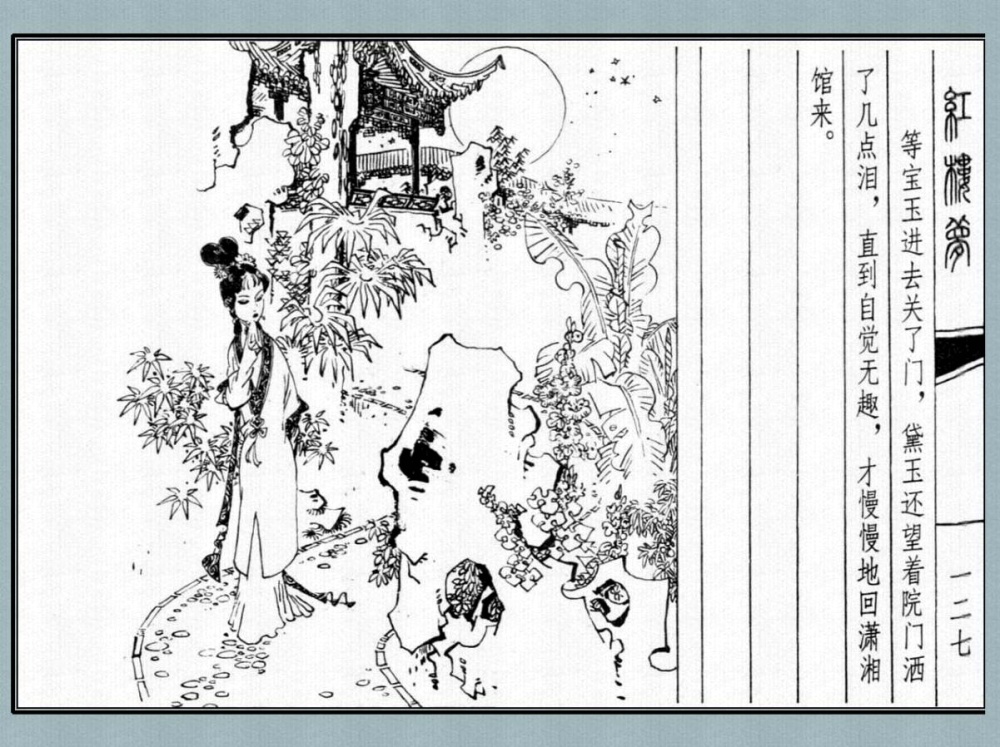 紅樓夢
一二七
等宝玉进去关了门，黛玉还望着院门洒
了几点泪，直到自觉无趣，才慢慢地回潇湘
馆来。